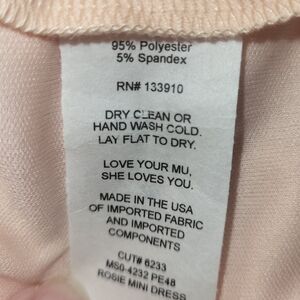 95% Polyester
5% Spandex
RN# 133910
DRY CLEAN OR
HAND WASH COLD.
LAY FLAT TO DRY.
LOVE YOUR MU,
SHE LOVES YOU.
MADE IN THE USA
OF IMPORTED FABRIC
AND IMPORTED
COMPONENTS
CUT# 6233
MS0-4232 PE48
ROSIE MINI DRESS